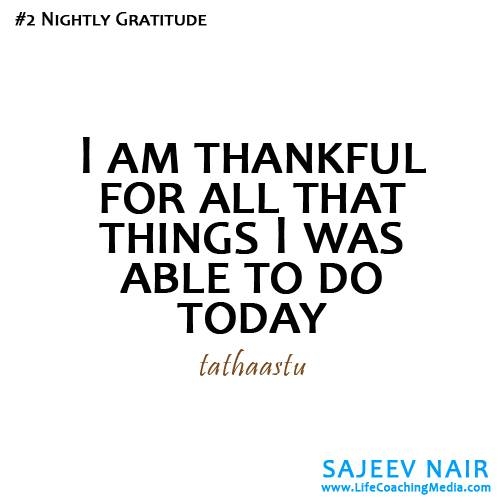 #2 Nightly Gratitude
I am thankful
for all that
things I was
able to do
today
tathaastu
SAJEEV NAIR
www.LifeCoachingMedia.com